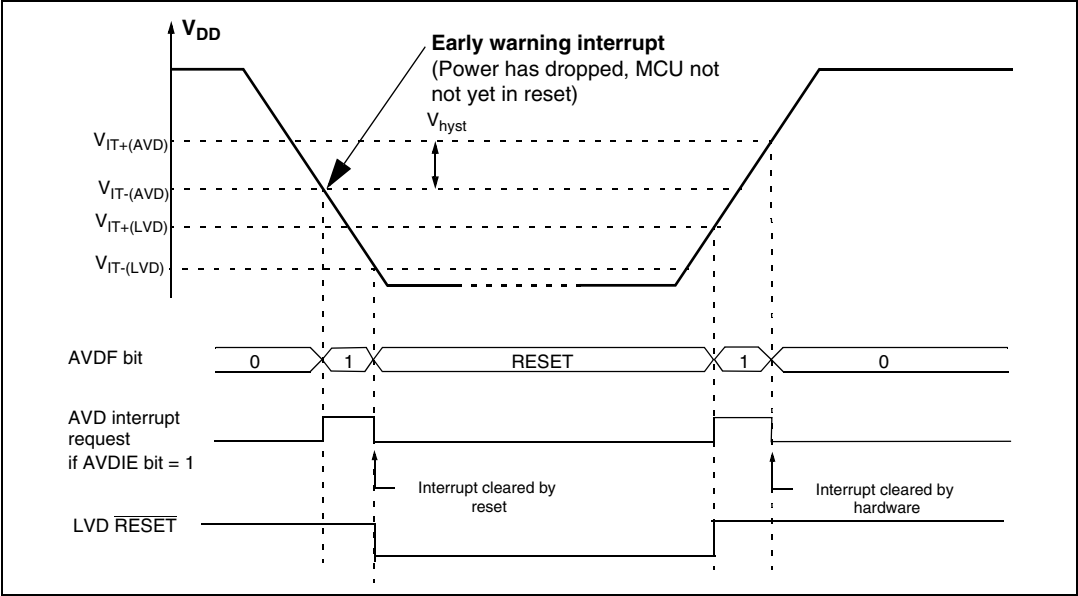 VDD
Early warning interrupt
(Power has dropped, MCU not
not yet in reset)
Vhyst
VIT+(AVD)
VIT-(AVD)
VIT+(LVD)
VIT-(LVD)
AVDF bit
0
1
RESET
1
0
AVD interrupt
request
if AVDIE bit = 1
Interrupt cleared by
reset
Interrupt cleared by
hardware
LVD RESET